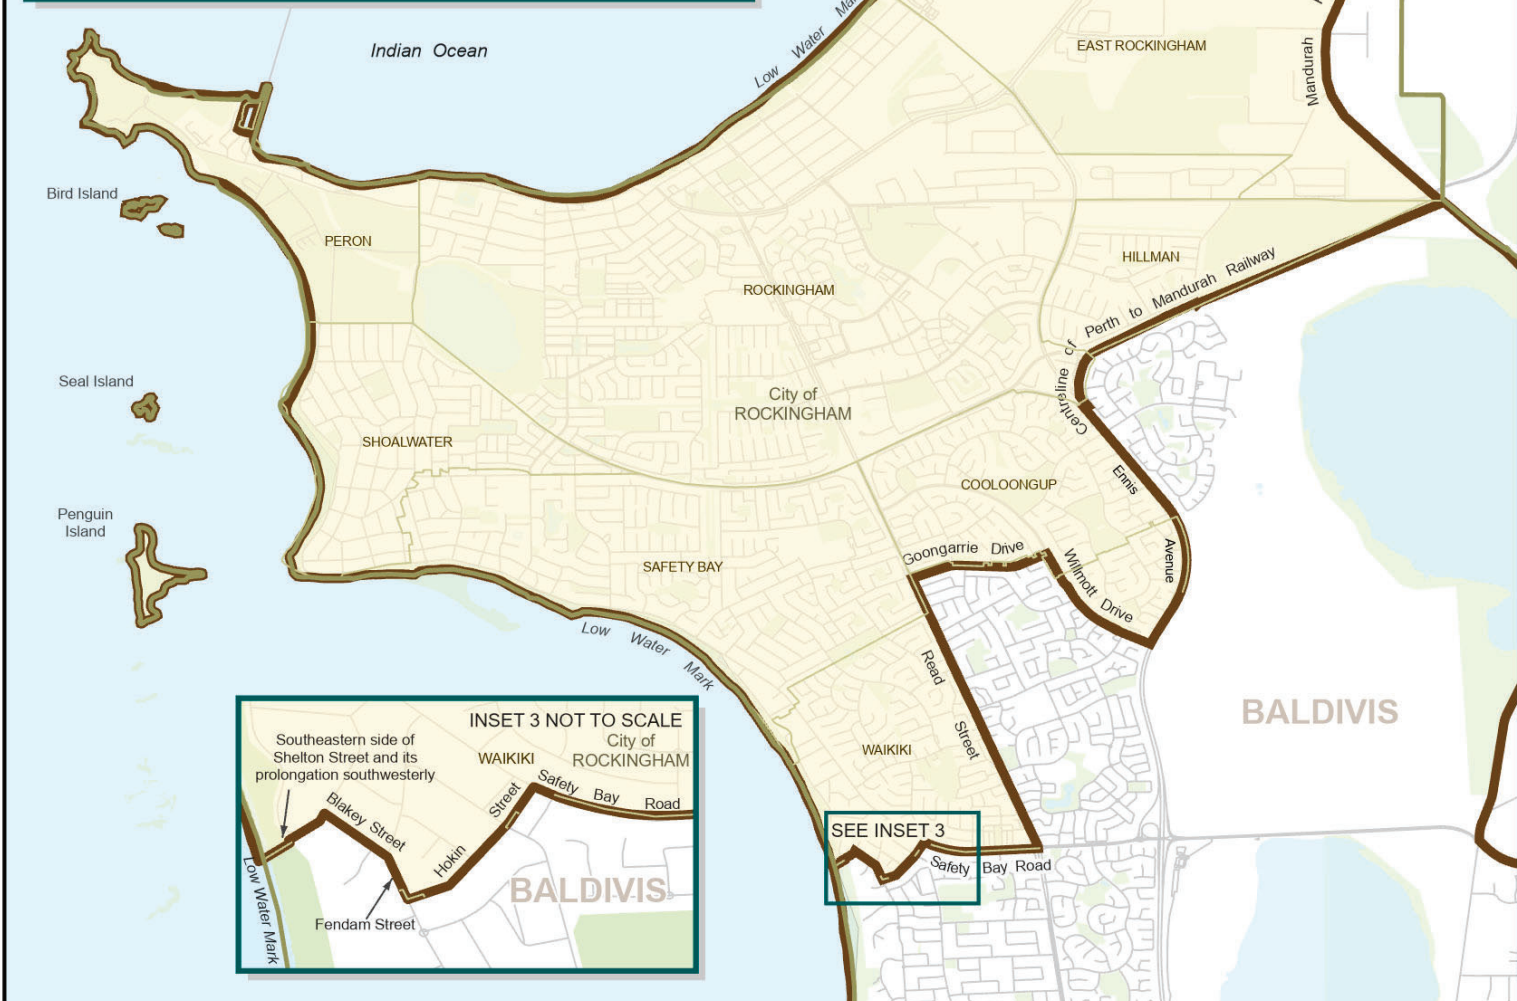 Indian Ocean
Low Water Mar
EAST ROCKINGHAM
Mandurah
Bird Island
PERON
HILLMAN
ROCKINGHAM
Centreline of Perth to Mandurah Railway
Seal Island
City of
ROCKINGHAM
SHOALWATER
COOLOONGUP
Ennis
Avenue
Penguin
Island
SAFETY BAY
Goongarrie Drive
Willmott Drive
Low Water Mark
Read Street
BALDIVIS
WAIKIKI
SEE INSET 3
Safety Bay Road
INSET 3 NOT TO SCALE
City of
ROCKINGHAM
WAIKIKI
Southeastern side of
Shelton Street and its
prolongation southwesterly
Blakey Street
Hokin Street
Safety Bay Road
BALDIVIS
Fendam Street
Low Water Mark